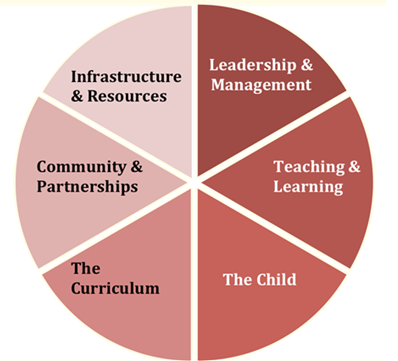 Leadership &
Management
Teaching &
Learning
The Child
The
Curriculum
Community &
Partnerships
Infrastructure
& Resources